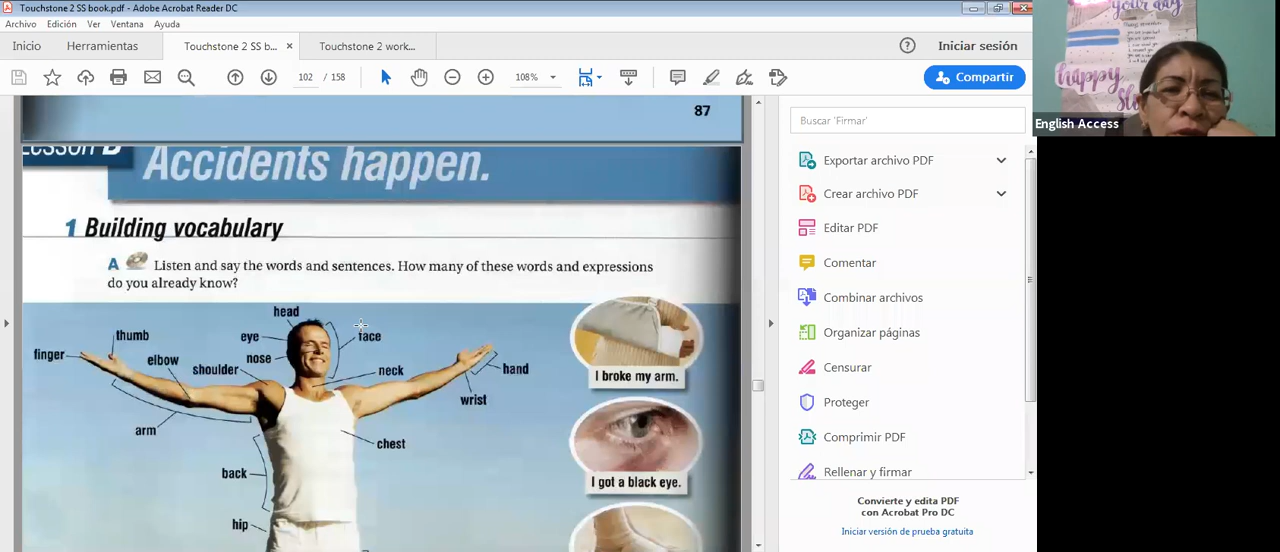 Touchstone 2 SS book.pdf - Adobe Acrobat Reader DC
Archivo Edición Ver Ventana Ayuda
Inicio Herramientas Touchstone 2 SS b... × Touchstone 2 work... Iniciar sesión
102 / 158 108% Compartir
87
Accidents happen.
1 Building vocabulary
A Listen and say the words and sentences. How many of these words and expressions
do you already know?
head
eye
face
thumb
finger
nose
elbow
shoulder
neck
hand
wrist
arm
chest
back
hip
I broke my arm.
I got a black eye.
Buscar 'Firmar'
Exportar archivo PDF
Crear archivo PDF
Editar PDF
Comentar
Combinar archivos
Organizar páginas
Censurar
Proteger
Comprimir PDF
Rellenar y firmar
Convierte y edita PDF
con Acrobat Pro DC
Iniciar versión de prueba gratuita
your day
happy
English Access